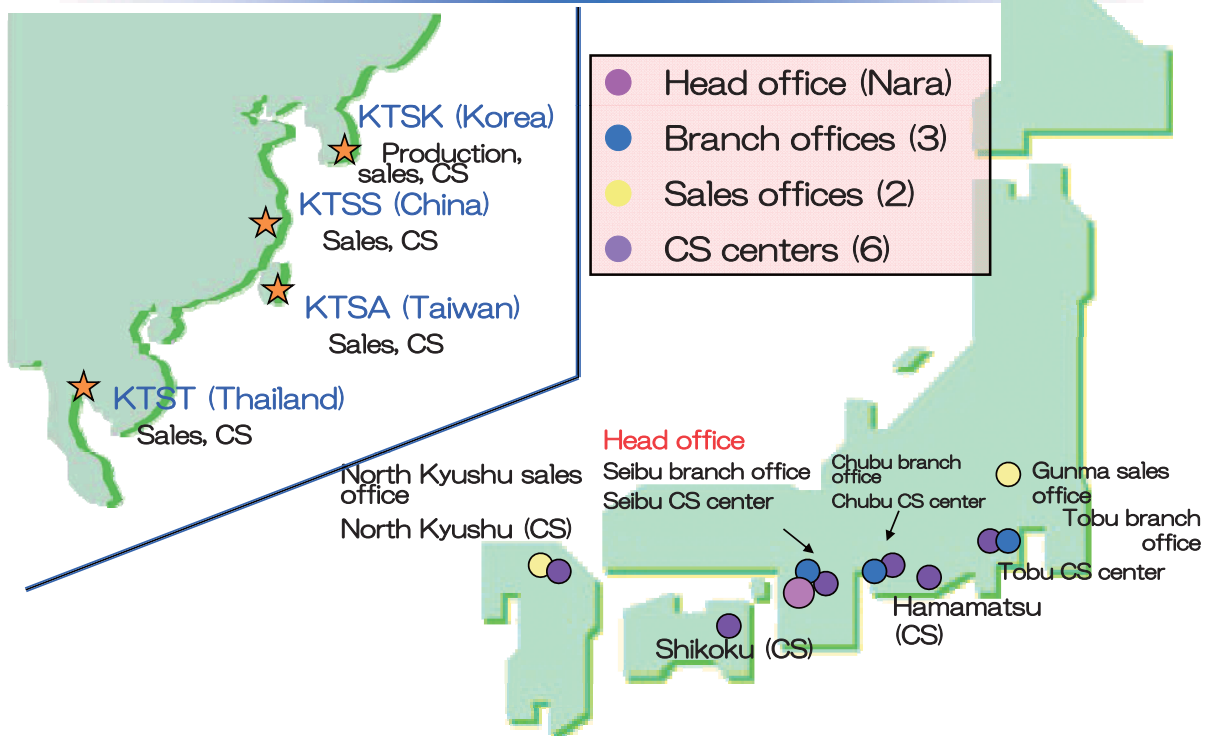 KTSK (Korea)
Production,
sales, CS
KTSS (China)
Sales, CS
KTSA (Taiwan)
Sales, CS
KTST (Thailand)
Sales, CS
Head office (Nara)
Branch offices (3)
Sales offices (2)
CS centers (6)
Head office
Seibu branch office
Seibu CS center
Chubu branch
office
Chubu CS center
Gunma sales
office
Tobu branch
office
Tobu CS center
North Kyushu sales
office
North Kyushu (CS)
Hamamatsu
(CS)
Shikoku (CS)